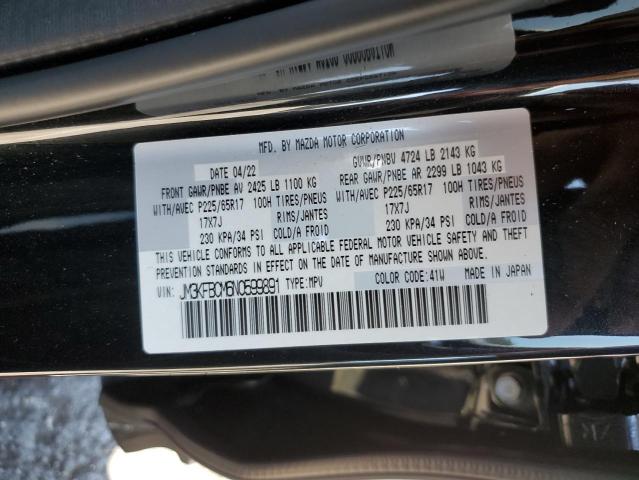 MFD. BY MAZDA MOTOR CORPORATION
DATE 04/22 GVWR/PNBV 4724 LB 2143 KG
FRONT GAWR/PNBE AV 2425 LB 1100 KG REAR GAWR/PNBE AR 2299 LB 1043 KG
WITH/AVEC P225/65R17 100H TIRES/PNEUS WITH/AVEC P225/65R17 100H TIRES/PNEUS
17X7J RIMS/JANTES 17X7J RIMS/JANTES
230 KPA/34 PSI COLD/A FROID 230 KPA/34 PSI COLD/A FROID
THIS VEHICLE CONFORMS TO ALL APPLICABLE FEDERAL MOTOR VEHICLE SAFETY AND THEFT
PREVENTION STANDARDS IN EFFECT ON THE DATE OF MANUFACTURE SHOWN ABOVE.
VIN: JM3KFBCM6N0599891 TYPE:MPV COLOR CODE:41W MADE IN JAPAN